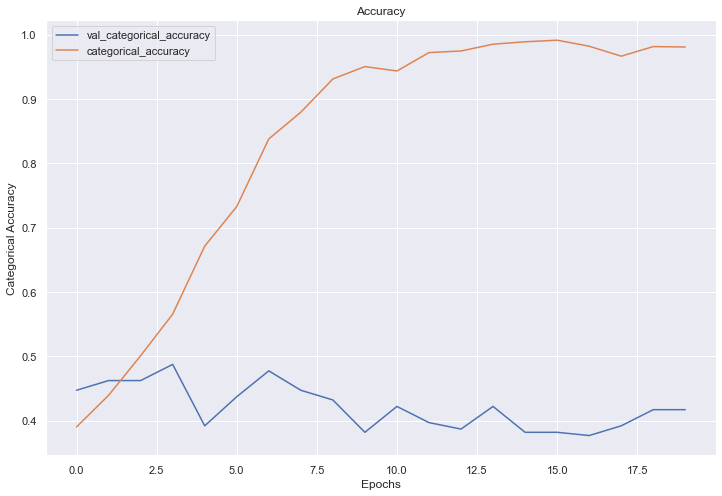 Accuracy
val_categorical_accuracy
categorical_accuracy
Categorical Accuracy
1.0
0.9
0.8
0.7
0.6
0.5
0.4
0.0 2.5 5.0 7.5 10.0 12.5 15.0 17.5
Epochs